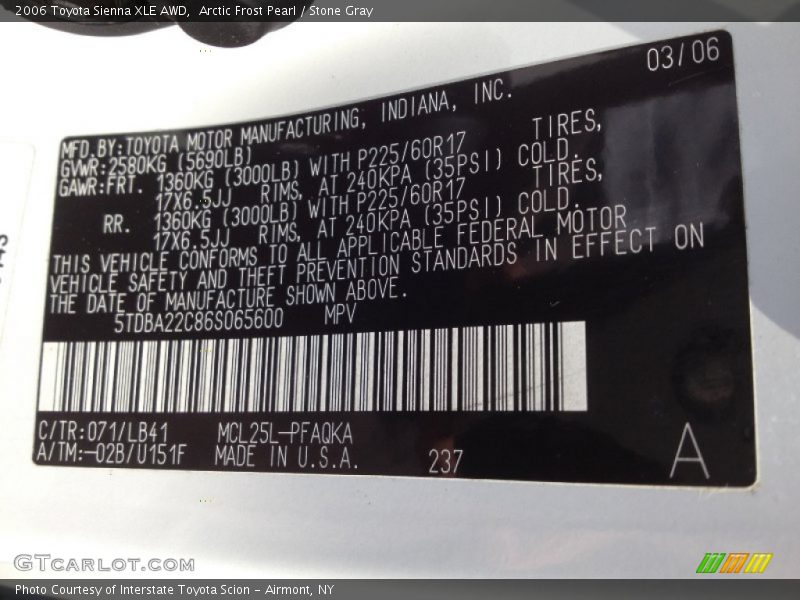 2006 Toyota Sienna XLE AWD,  Arctic Frost Pearl / Stone Gray
03/06
MFD. BY: TOYOTA MOTOR MANUFACTURING, INDIANA, INC.
GVWR: 2580KG (5690LB)
GAWR: FRT. 1360KG (3000LB) WITH P225/60R17 TIRES,
17X6.5JJ RIMS, AT 240KPA (35PSI) COLD.
RR. 1360KG (3000LB) WITH P225/60R17 TIRES,
17X6.5JJ RIMS, AT 240KPA (35PSI) COLD.
THIS VEHICLE CONFORMS TO ALL APPLICABLE FEDERAL MOTOR
VEHICLE SAFETY AND THEFT PREVENTION STANDARDS IN EFFECT ON
THE DATE OF MANUFACTURE SHOWN ABOVE.
5TDBA22C86S065600 MPV
C/TR: 071/LB41 MCL25L-PFAQKA
A/TM:-02B/U151F MADE IN U.S.A. 237 A
GTCARLOT.COM
Photo Courtesy of Interstate Toyota Scion - Airmont, NY